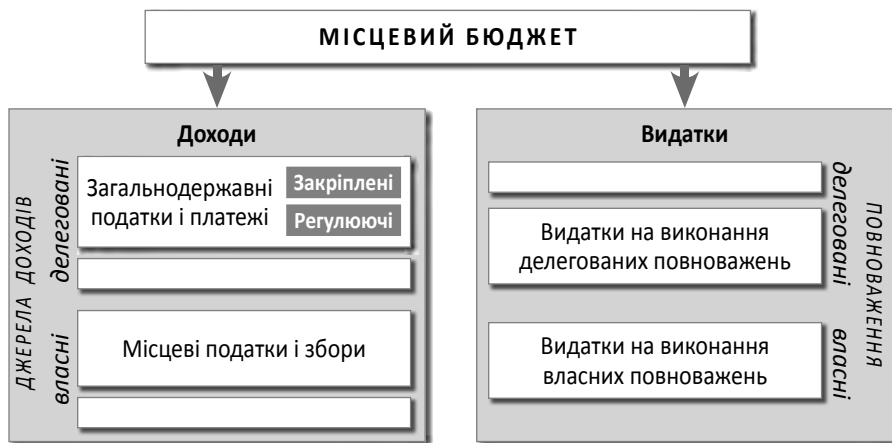 МІСЦЕВИЙ БЮДЖЕТ
Доходи
ДЖЕРЕЛА ДОХОДІВ
делеговані
Загальнодержавні
податки і платежі
Закріплені
Регулюючі
власні
Місцеві податки і збори
Видатки
делеговані
Видатки на виконання
делегованих повноважень
власні
Видатки на виконання
власних повноважень
ПОВНОВАЖЕННЯ